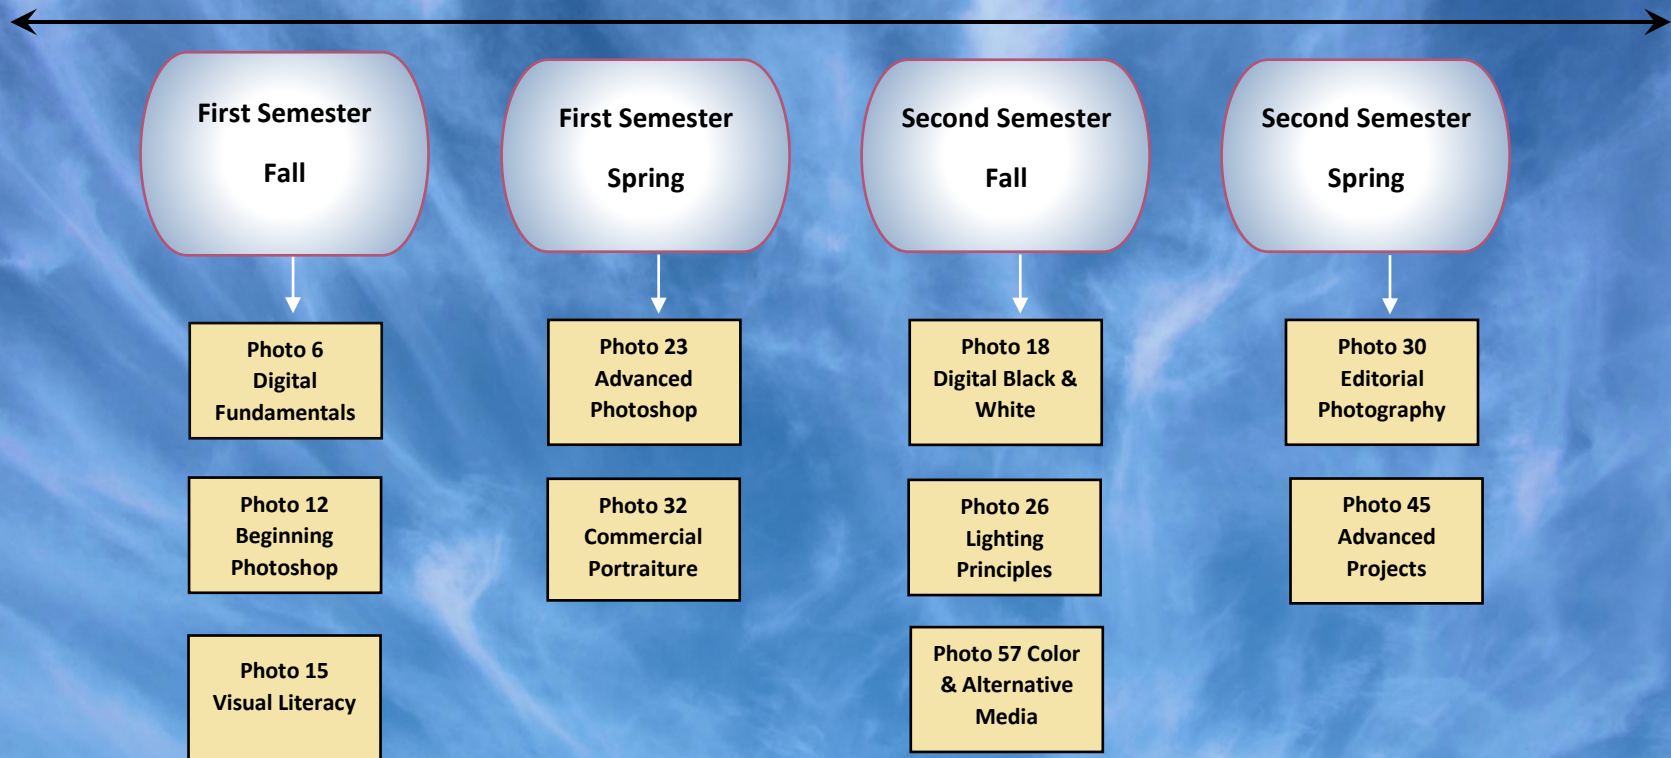 First Semester
Fall
Photo 6
Digital
Fundamentals
Photo 12
Beginning
Photoshop
Photo 15
Visual Literacy
First Semester
Spring
Photo 23
Advanced
Photoshop
Photo 32
Commercial
Portraiture
Second Semester
Fall
Photo 18
Digital Black &
White
Photo 26
Lighting
Principles
Photo 57 Color
& Alternative
Media
Second Semester
Spring
Photo 30
Editorial
Photography
Photo 45
Advanced
Projects